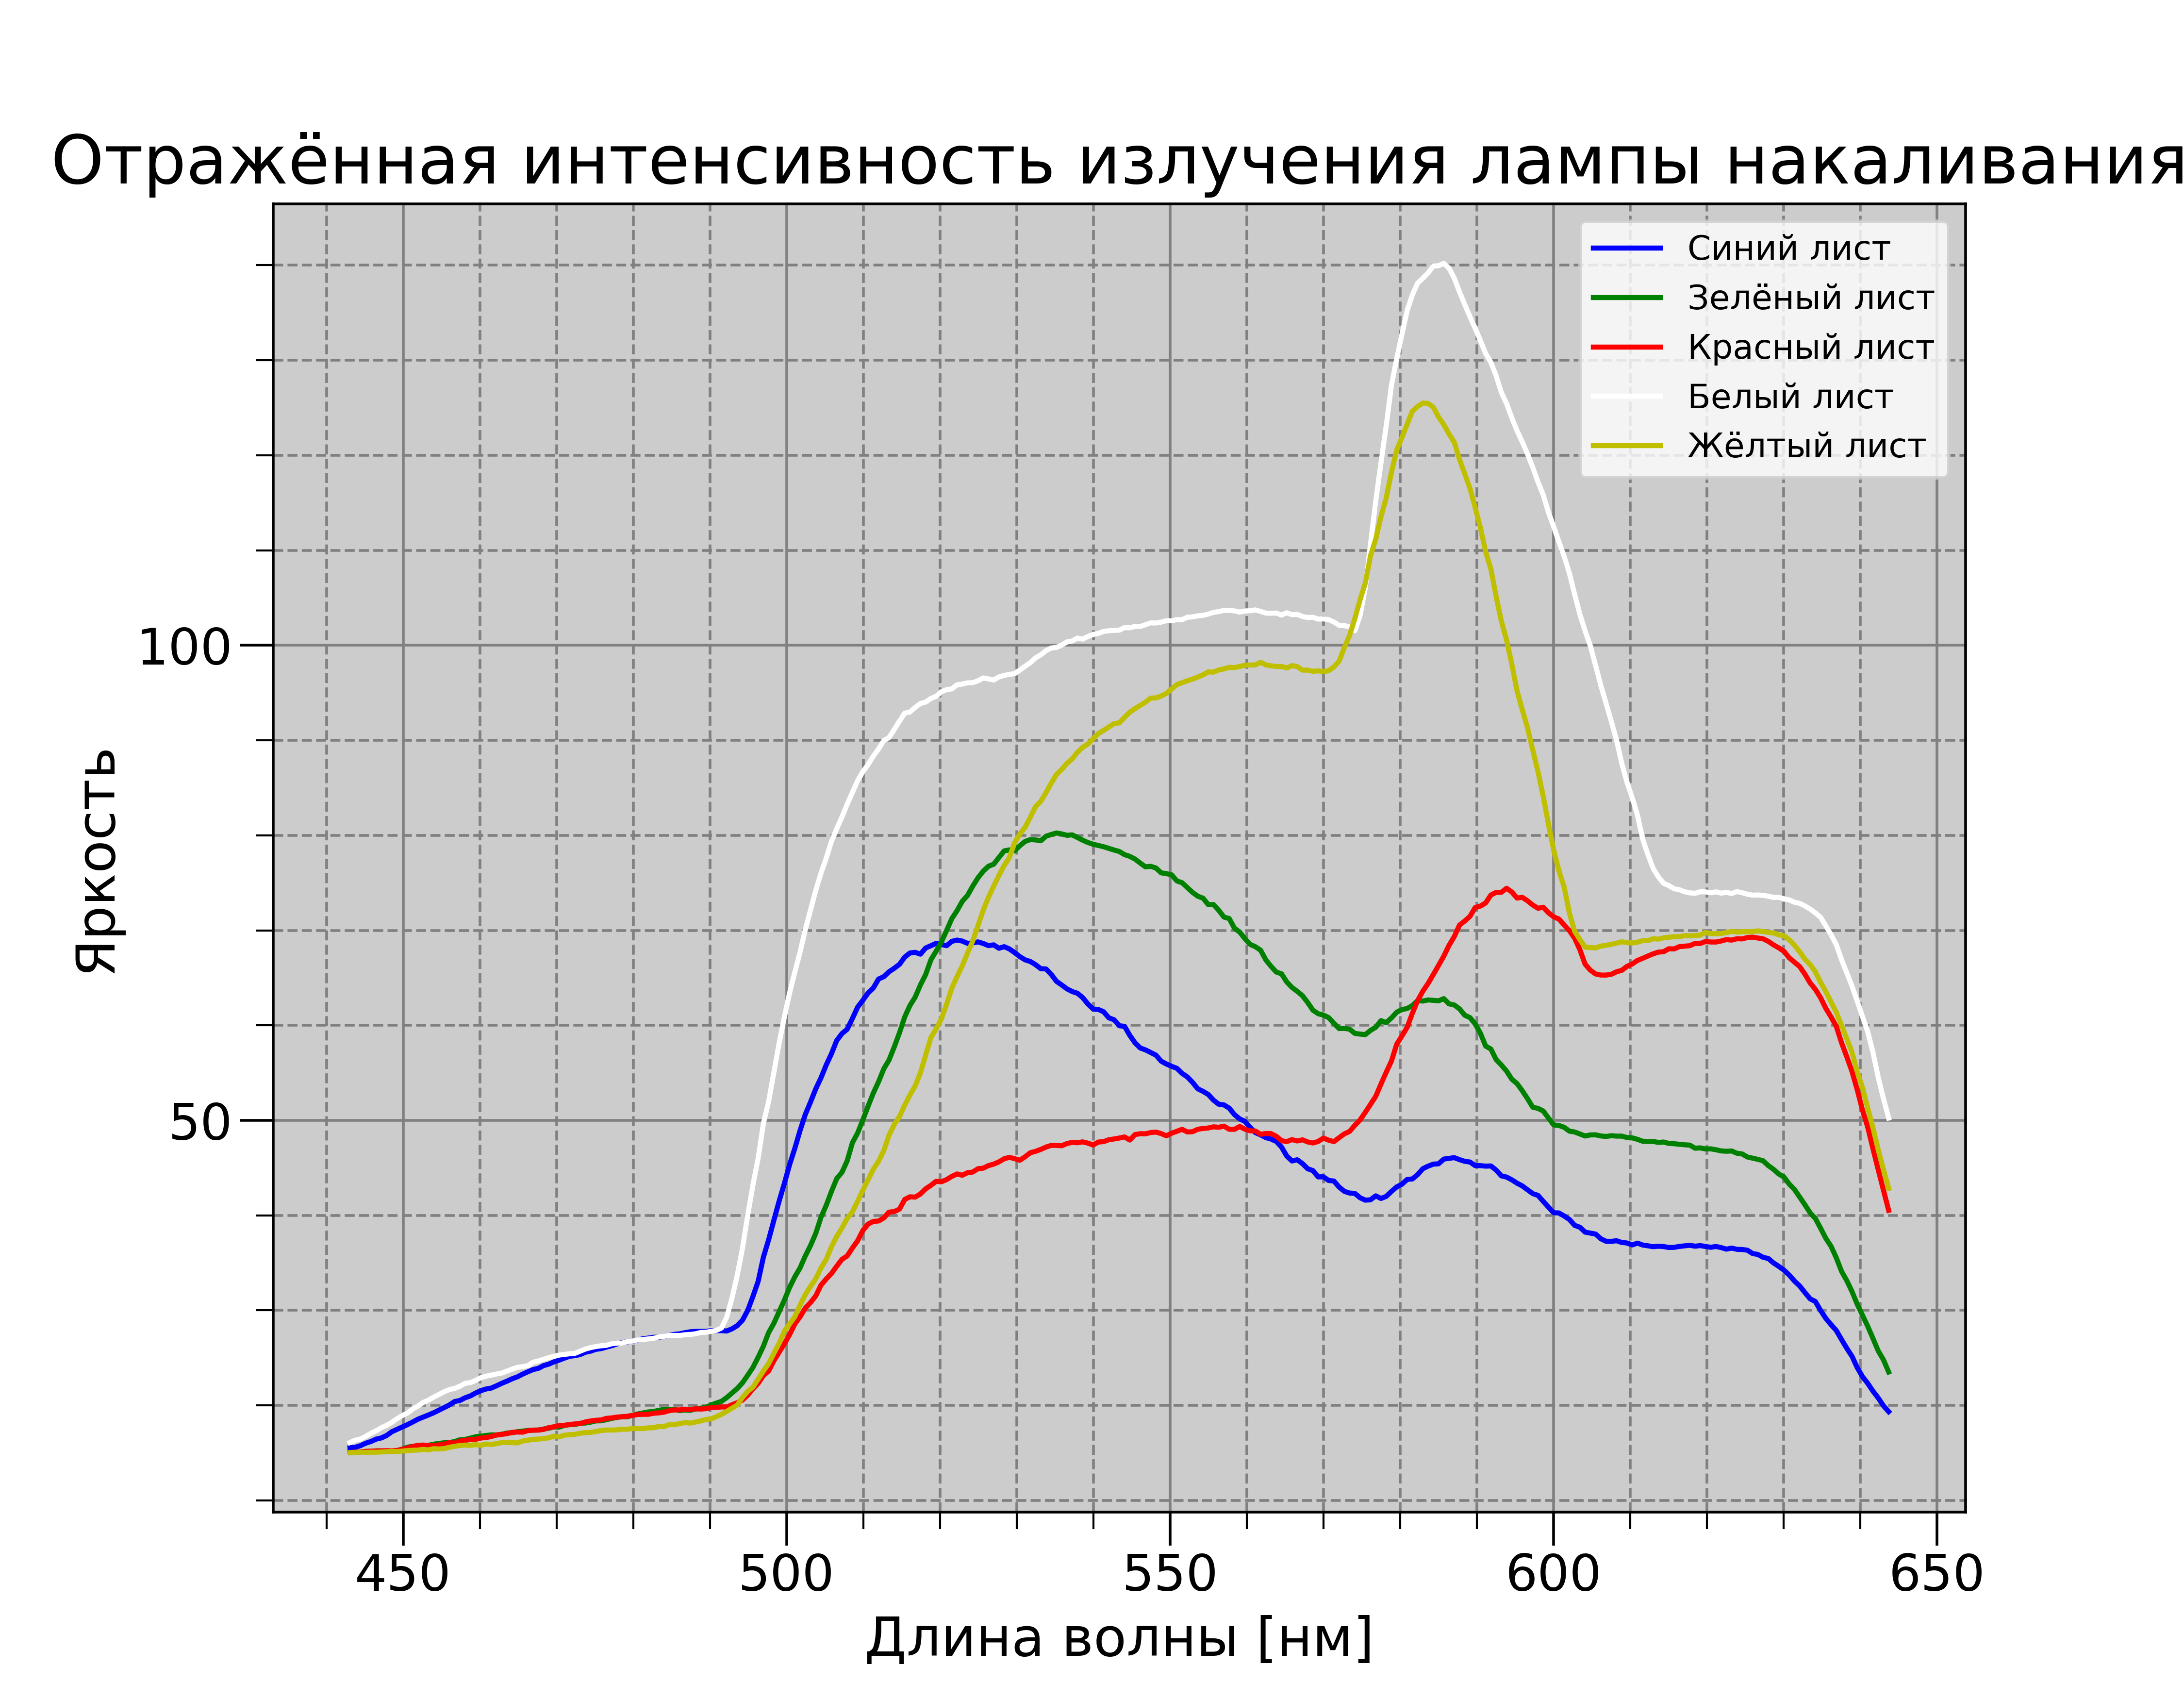 Отражённая интенсивность излучения лампы накаливания
Синий лист
Зелёный лист
Красный лист
Белый лист
Жёлтый лист
100
50
Яркость
450 500 550 600 650
Длина волны [нм]